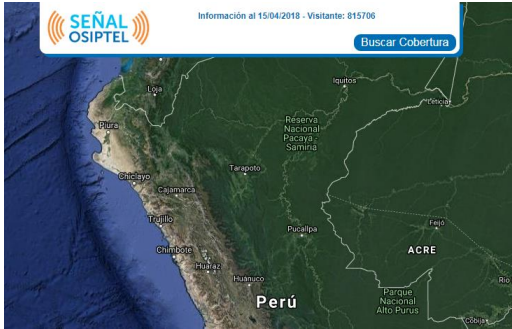 SEÑAL
OSIPTEL
Información al 15/04/2018 - Visitante: 815706
Buscar Cobertura
Iquitos
Loja
Leticia
Piura
Reserva
Nacional
Pacaya -
Samiria
Tarapoto
Chiclayo
Cajamarca
Trujillo
Feijó
Pucallpa
Chimbote
ACRE
Huaraz
Huánuco
Río
Perú
Parque
Nacional
Alto Purus
Cobija